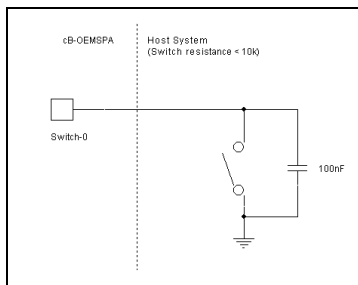 cB-OEMSPA
Host System
(Switch resistance < 10k)
Switch-0
100nF